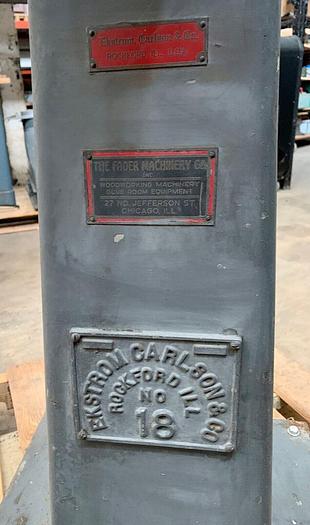 Ekstrom, Carlson & Co.
ROCKFORD, ILL., U.S.A.
THE FADER MACHINERY CO.
INC.
WOODWORKING MACHINERY
GLUE ROOM EQUIPMENT
27 NO. JEFFERSON ST.
CHICAGO, ILL.
EKSTROM CARLSON & CO
ROCKFORD ILL
NO
18